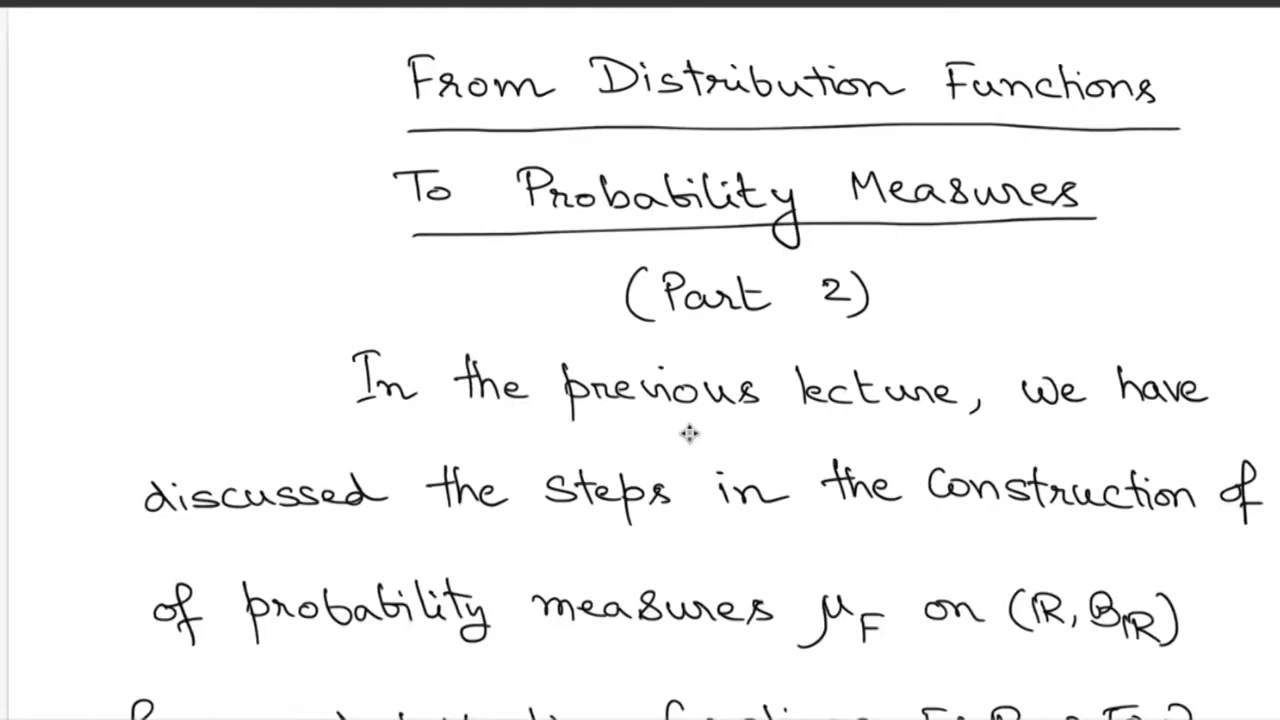 From Distribution Functions
To Probability Measures
(Part 2)
In the previous lecture, we have
discussed the steps in the construction of
of probability measures μ_F on (ℝ, B_ℝ)